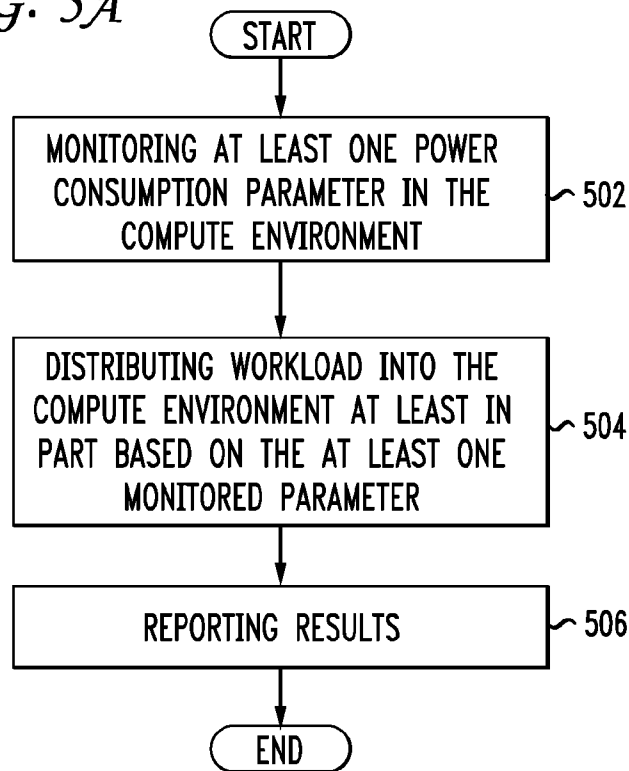 5A
START
MONITORING AT LEAST ONE POWER
CONSUMPTION PARAMETER IN THE
COMPUTE ENVIRONMENT
502
DISTRIBUTING WORKLOAD INTO THE
COMPUTE ENVIRONMENT AT LEAST IN
PART BASED ON THE AT LEAST ONE
MONITORED PARAMETER
504
REPORTING RESULTS
506
END